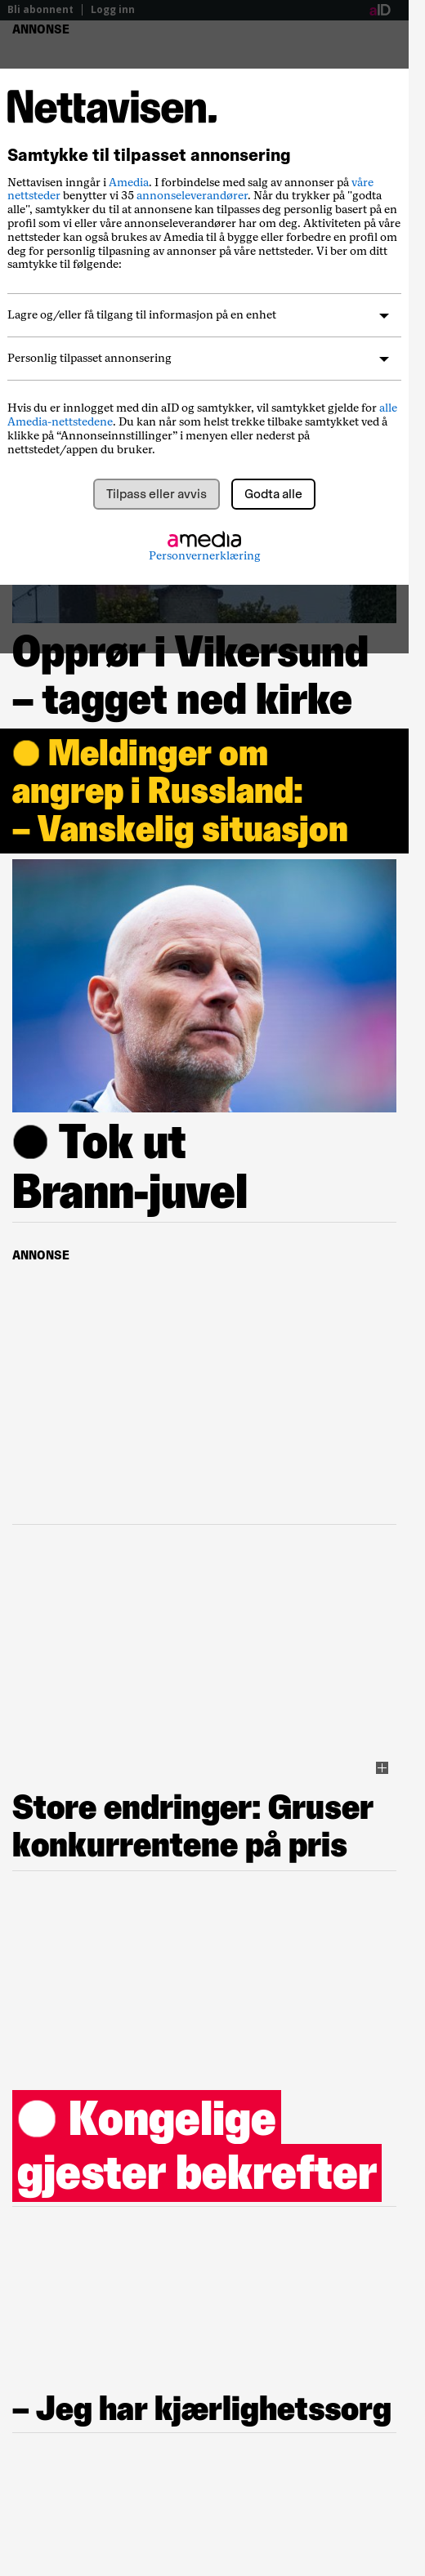 Bli abonnent | Logg inn
aID
ANNONSE
Nettavisen.
Samtykke til tilpasset annonsering
Nettavisen inngår i Amedia. I forbindelse med salg av annonser på våre
nettsteder benytter vi 35 annonseleverandører. Når du trykker på "godta
alle", samtykker du til at annonsene kan tilpasses deg personlig basert på en
profil som vi eller våre annonseleverandører har om deg. Aktiviteten på våre
nettsteder kan også brukes av Amedia til å bygge eller forbedre en profil om
deg for personlig tilpasning av annonser på våre nettsteder. Vi ber om ditt
samtykke til følgende:
Lagre og/eller få tilgang til informasjon på en enhet
Personlig tilpasset annonsering
Hvis du er innlogget med din aID og samtykker, vil samtykket gjelde for alle
Amedia-nettstedene. Du kan når som helst trekke tilbake samtykket ved å
klikke på “Annonseinnstillinger” i menyen eller nederst på
nettstedet/appen du bruker.
Tilpass eller avvis
Godta alle
amedia
Personvernerklæring
Opprør i Vikersund
– tagget ned kirke
Meldinger om
angrep i Russland:
– Vanskelig situasjon
Tok ut
Brann-juvel
ANNONSE
Store endringer: Gruser
konkurrentene på pris
Kongelige
gjester bekrefter
– Jeg har kjærlighetssorg